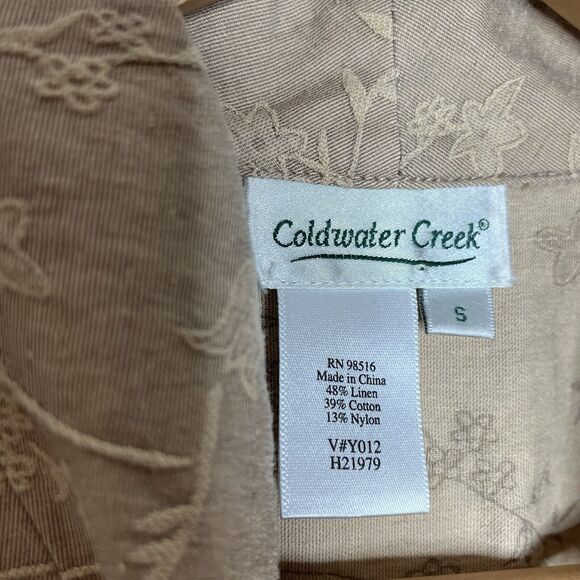 Coldwater Creek®
S
RN 98516
Made in China
48% Linen
39% Cotton
13% Nylon
V#Y012
H21979